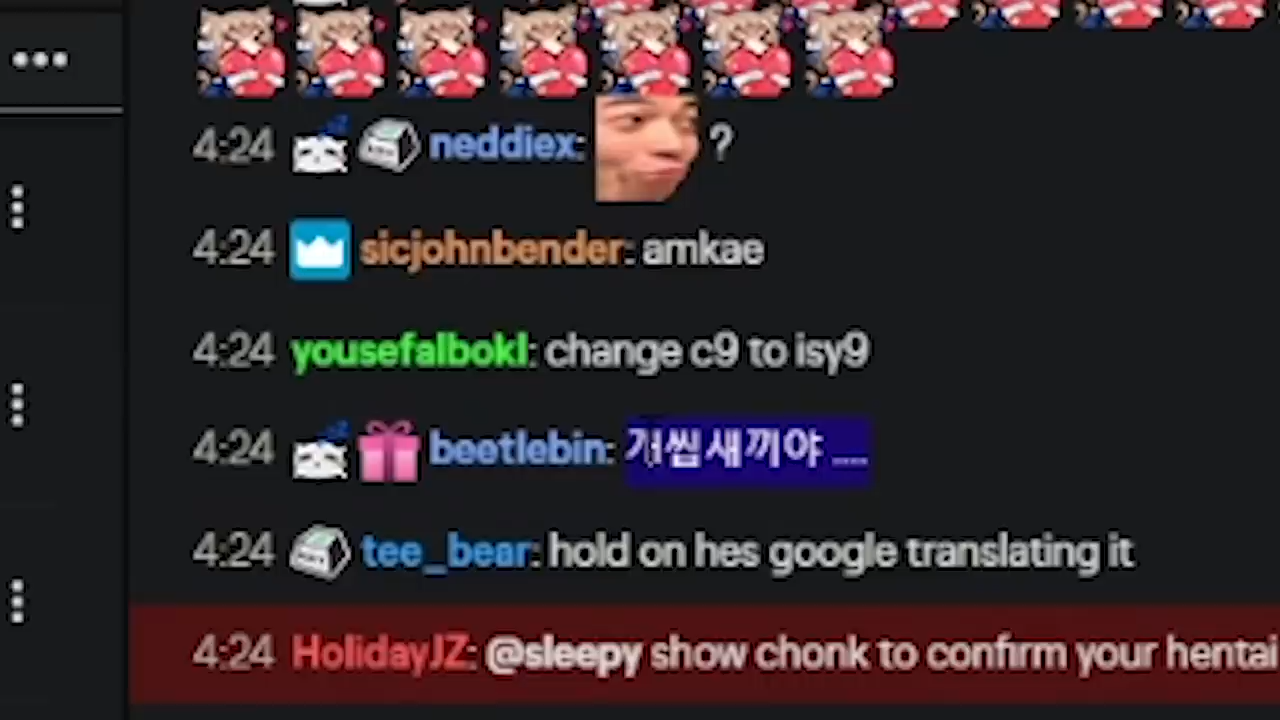 4:24 neddiex: ?
4:24 sicjohnbender: amkae
4:24 yousefalbokl: change c9 to isy9
4:24 beetlebin: 거씹새끼야 ....
4:24 tee_bear: hold on hes google translating it
4:24 HolidayJZ: @sleepy show chonk to confirm your hentai